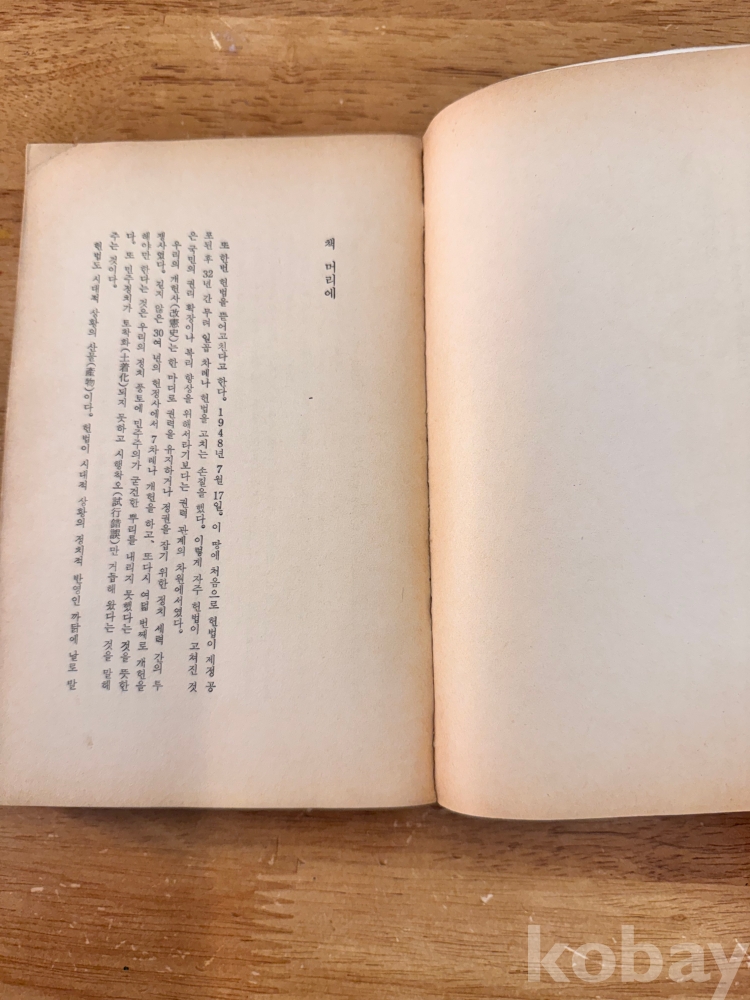 책 머리에
또 한번 헌법을 뜯어고친다고 한다. 1948년 7월 17일. 이 땅에 처음으로 헌법이 제정 공
포된 후 32년 간 무려 일곱 차례나 헌법을 고치는 손질을 했다. 이렇게 자주 헌법이 고쳐진 것
은 국민의 권리 확장이나 복리 향상을 위해서라기보다는 권력 관계의 차원에서였다.
우리의 개헌사(改憲史)는 한 마디로 권력을 유지하거나 정권을 잡기 위한 정치 세력 간의 투
쟁사였다. 길지 않은 30여 년의 헌정사에서 7차례나 개헌을 하고, 또다시 여덟 번째로 개헌을
해야만 한다는 것은 우리의 정치 풍토에 민주주의가 굳건한 뿌리를 내리지 못했다는 것을 뜻한
다. 또 민주정치가 토착화(土着化)되지 못하고 시행착오(試行錯誤)만 거듭해 왔다는 것을 말해
주는 것이다.
헌법도 시대적 상황의 산물(產物)이다. 헌법이 시대적 상황의 정치적 반영인 까닭에 날로 발
kobay